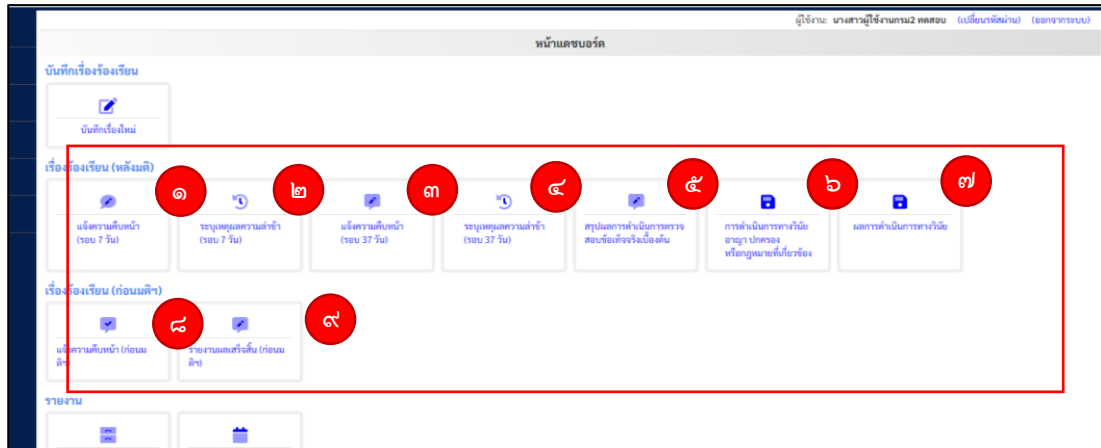 ผู้ใช้งาน: นางสาวผู้ใช้งานกรม2 ทดสอบ (เปลี่ยนรหัสผ่าน) (ออกจากระบบ)
หน้าแดชบอร์ด
บันทึกเรื่องร้องเรียน
บันทึกเรื่องใหม่
เรื่องร้องเรียน (หลังมติ)
๑ ๒ ๓ ๔ ๕ ๖ ๗
แจ้งความคืบหน้า
(รอบ 7 วัน)
ระบุเหตุผลความล่าช้า
(รอบ 7 วัน)
แจ้งความคืบหน้า
(รอบ 37 วัน)
ระบุเหตุผลความล่าช้า
(รอบ 37 วัน)
สรุปผลการดำเนินการตรวจ
สอบข้อเท็จจริงเบื้องต้น
การดำเนินการทางวินัย
อาญา ปกครอง
หรือกฎหมายที่เกี่ยวข้อง
ผลการดำเนินการทางวินัย
เรื่องร้องเรียน (ก่อนมติฯ)
๘ ๙
แจ้งความคืบหน้า (ก่อนม
ติฯ)
รายงานผลเสร็จสิ้น (ก่อนม
ติฯ)
รายงาน